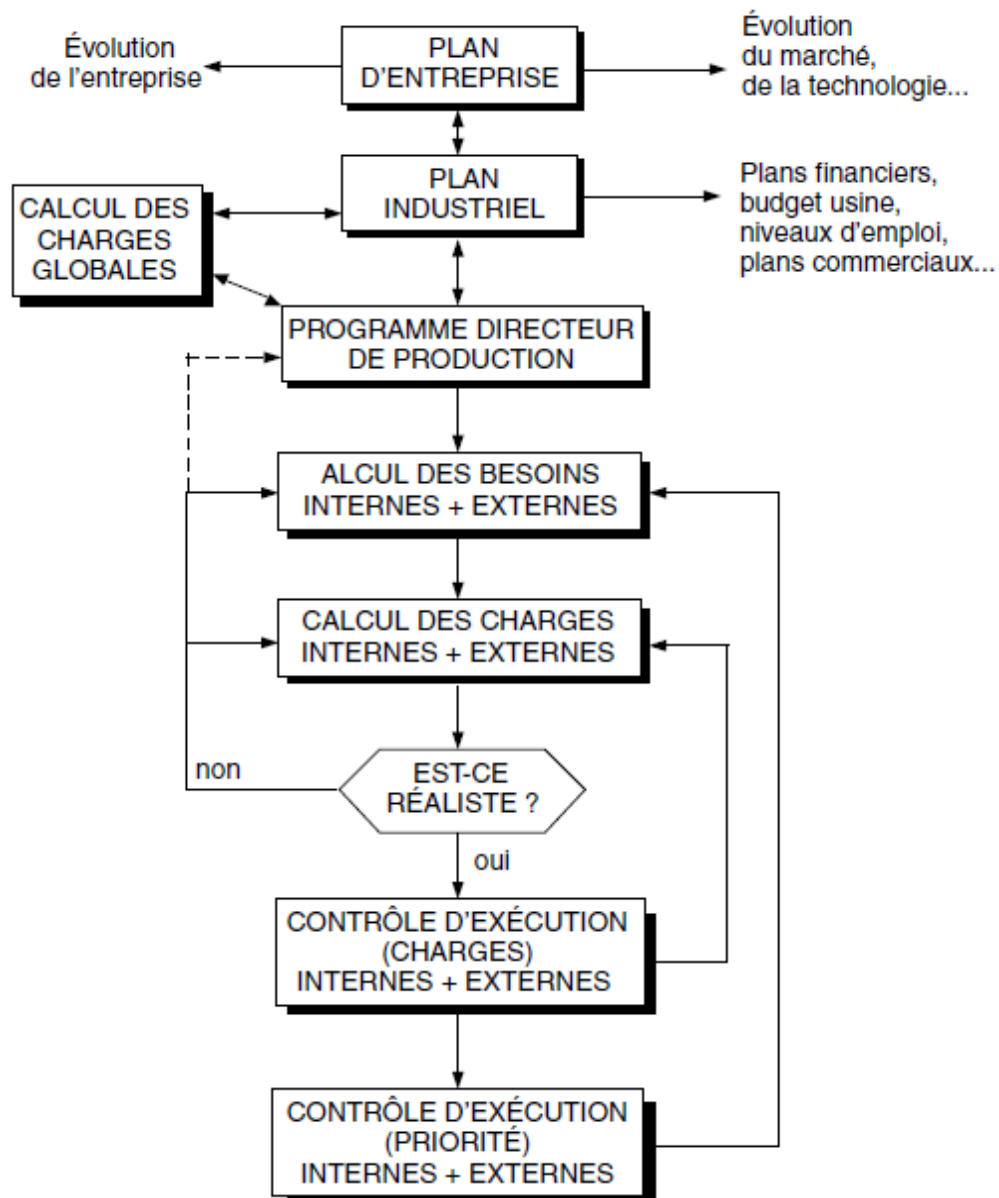 Évolution
de l'entreprise
PLAN
D'ENTREPRISE
Évolution
du marché,
de la technologie...
PLAN
INDUSTRIEL
Plans financiers,
budget usine,
niveaux d'emploi,
plans commerciaux...
CALCUL DES
CHARGES
GLOBALES
PROGRAMME DIRECTEUR
DE PRODUCTION
ALCUL DES BESOINS
INTERNES + EXTERNES
CALCUL DES CHARGES
INTERNES + EXTERNES
non
EST-CE
RÉALISTE ?
oui
CONTRÔLE D'EXÉCUTION
(CHARGES)
INTERNES + EXTERNES
CONTRÔLE D'EXÉCUTION
(PRIORITÉ)
INTERNES + EXTERNES